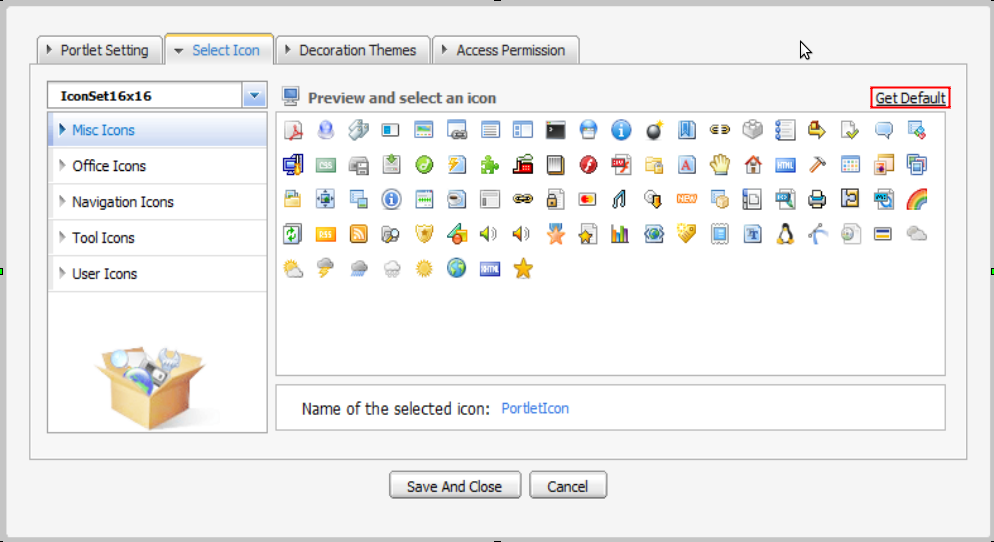 Portlet Setting
Select Icon
Decoration Themes
Access Permission
IconSet16x16
Preview and select an icon
Get Default
Misc Icons
Office Icons
Navigation Icons
Tool Icons
User Icons
CSS
HTML
A
NEW
RSS
T
XHTML
Name of the selected icon: PortletIcon
Save And Close
Cancel